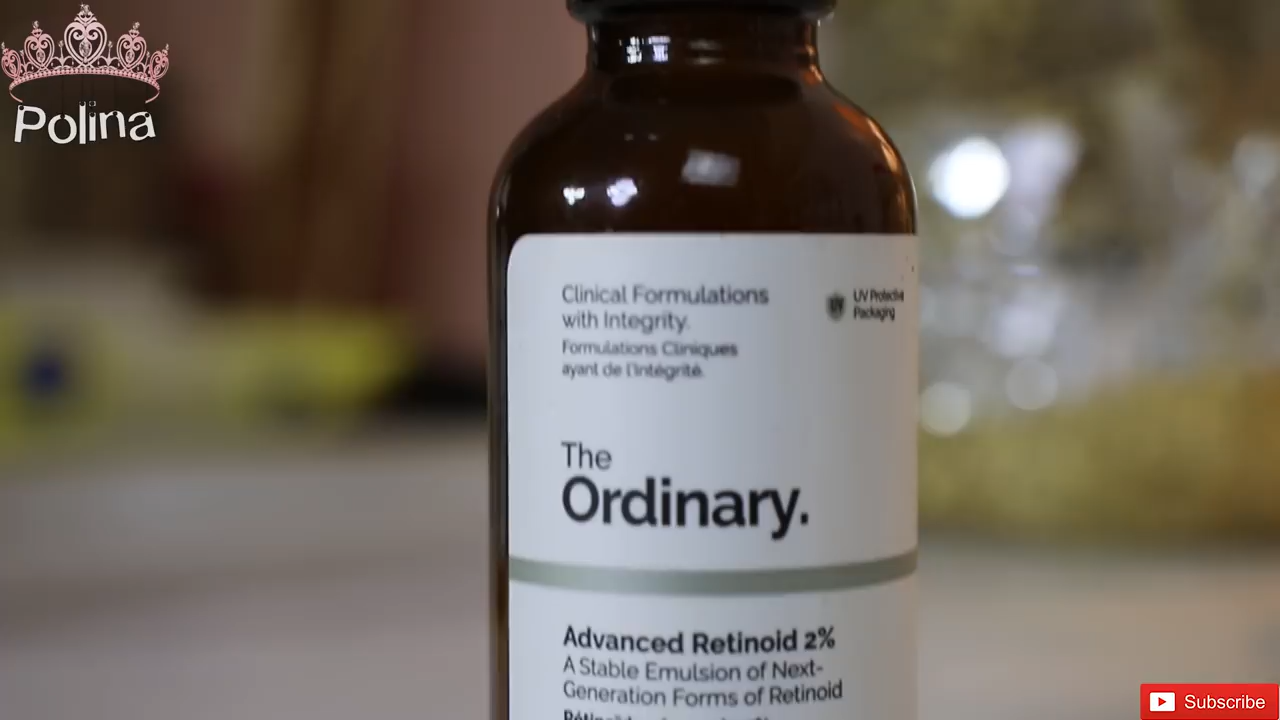 Polina
Clinical Formulations
with Integrity.
Formulations Cliniques
ayant de l'Intégrité.
UV
UV Protective
Packaging
The
Ordinary.
Advanced Retinoid 2%
A Stable Emulsion of Next-
Generation Forms of Retinoid
Subscribe